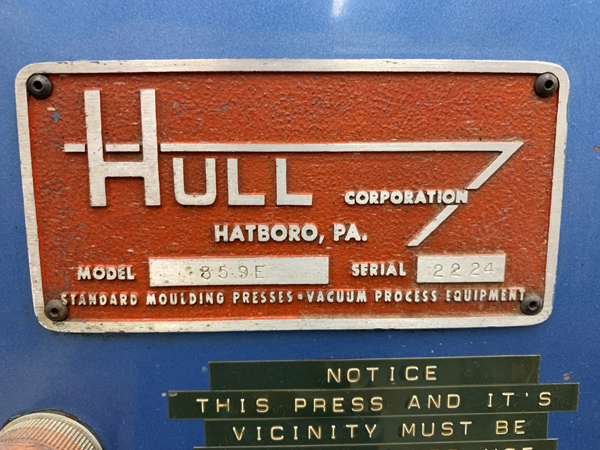 HULL
CORPORATION
HATBORO, PA.
MODEL 859E SERIAL 2224
STANDARD MOULDING PRESSES • VACUUM PROCESS EQUIPMENT
NOTICE
THIS PRESS AND IT'S
VICINITY MUST BE